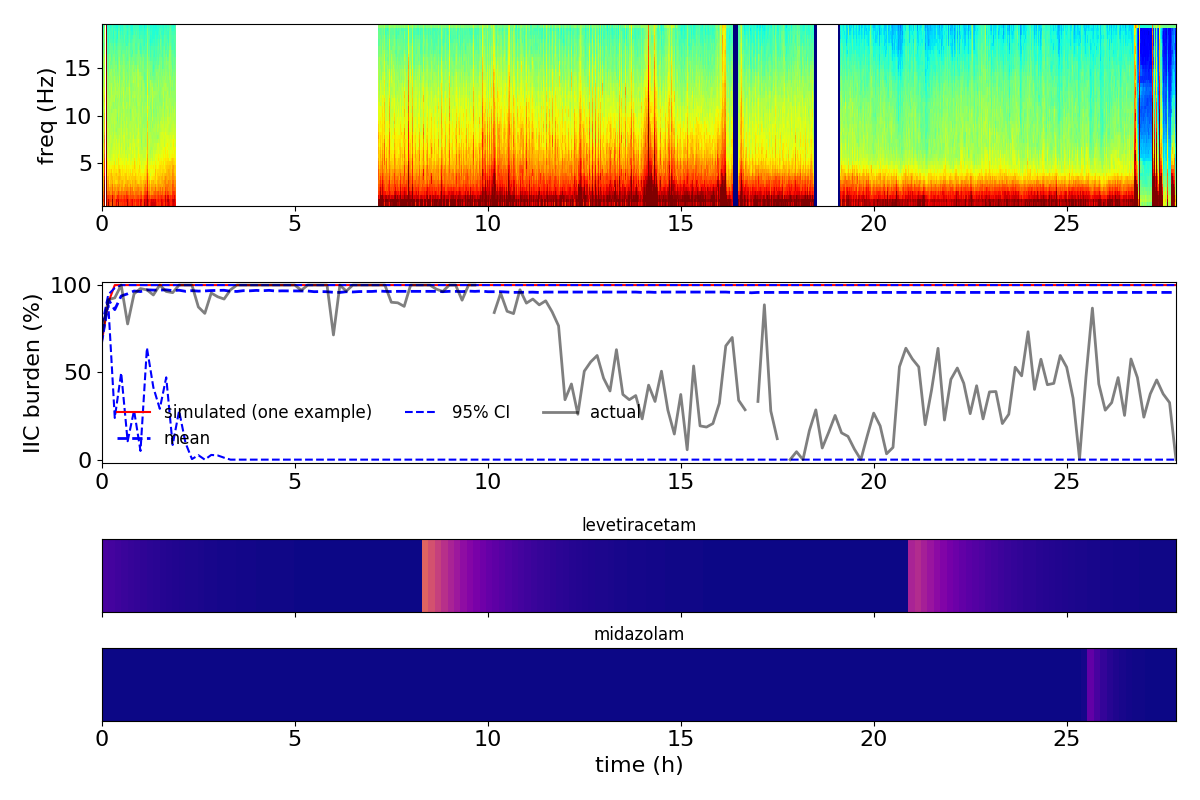 freq (Hz)
15
10
5
0 5 10 15 20 25
IIC burden (%)
100
50
0
simulated (one example) 95% CI actual
mean
0 5 10 15 20 25
levetiracetam
midazolam
0 5 10 15 20 25
time (h)